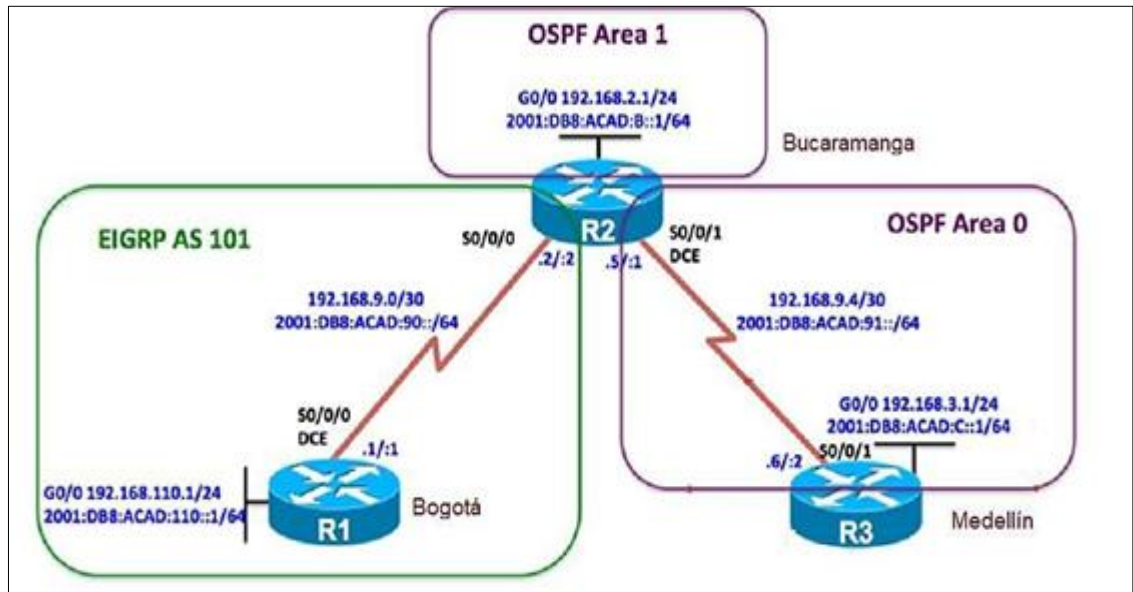 OSPF Area 1
G0/0 192.168.2.1/24
2001:DB8:ACAD:B::1/64
Bucaramanga
R2
EIGRP AS 101
OSPF Area 0
S0/0/0
S0/0/1
DCE
.2/:2
.5/:1
192.168.9.0/30
2001:DB8:ACAD:90::/64
192.168.9.4/30
2001:DB8:ACAD:91::/64
S0/0/0
DCE
.1/:1
G0/0 192.168.3.1/24
2001:DB8:ACAD:C::1/64
.6/:2
S0/0/1
G0/0 192.168.110.1/24
2001:DB8:ACAD:110::1/64
R1
Bogotá
R3
Medellín